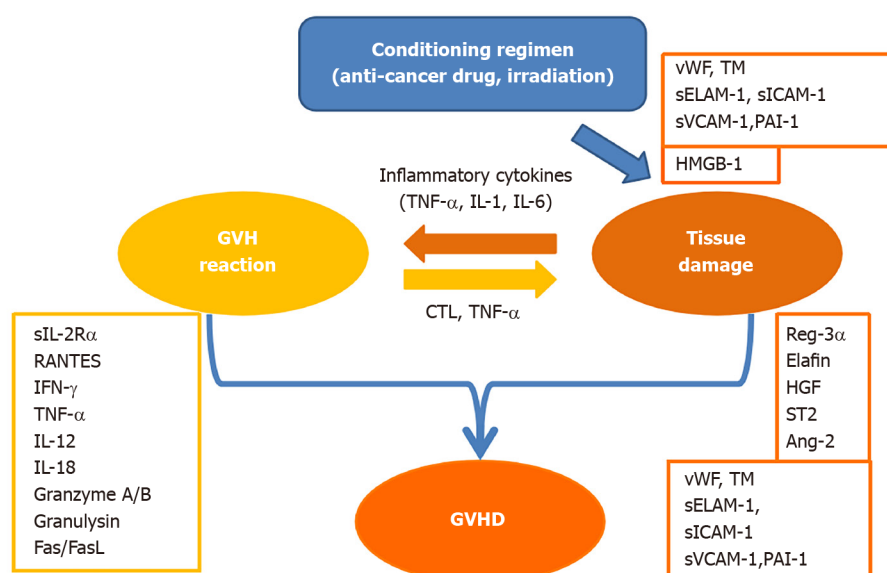 Conditioning regimen
(anti-cancer drug, irradiation)
vWF, TM
sELAM-1, sICAM-1
sVCAM-1,PAI-1
HMGB-1
Inflammatory cytokines
(TNF-α, IL-1, IL-6)
GVH
reaction
Tissue
damage
CTL, TNF-α
sIL-2Rα
RANTES
IFN-γ
TNF-α
IL-12
IL-18
Granzyme A/B
Granulysin
Fas/FasL
Reg-3α
Elafin
HGF
ST2
Ang-2
GVHD
vWF, TM
sELAM-1,
sICAM-1
sVCAM-1,PAI-1